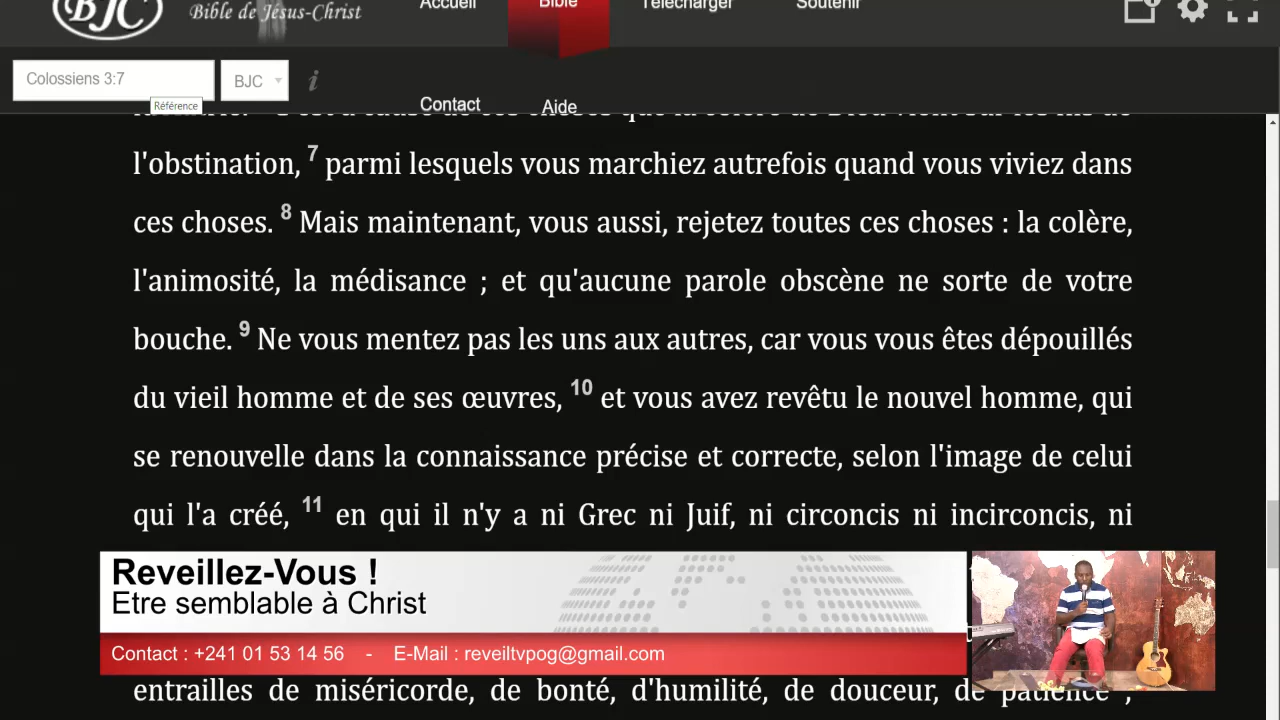 BJC
Bible de Jésus-Christ
Accueil
Bible
Télécharger
Soutenir
Colossiens 3:7
BJC
i
Référence
Contact
Aide
l'obstination, 7 parmi lesquels vous marchiez autrefois quand vous viviez dans
ces choses. 8 Mais maintenant, vous aussi, rejetez toutes ces choses : la colère,
l'animosité, la médisance ; et qu'aucune parole obscène ne sorte de votre
bouche. 9 Ne vous mentez pas les uns aux autres, car vous vous êtes dépouillés
du vieil homme et de ses œuvres, 10 et vous avez revêtu le nouvel homme, qui
se renouvelle dans la connaissance précise et correcte, selon l'image de celui
qui l'a créé, 11 en qui il n'y a ni Grec ni Juif, ni circoncis ni incirconcis, ni
Reveillez-Vous !
Etre semblable à Christ
Contact : +241 01 53 14 56 - E-Mail : reveiltvpog@gmail.com
entrailles de miséricorde, de bonté, d'humilité, de douceur, de patience ,